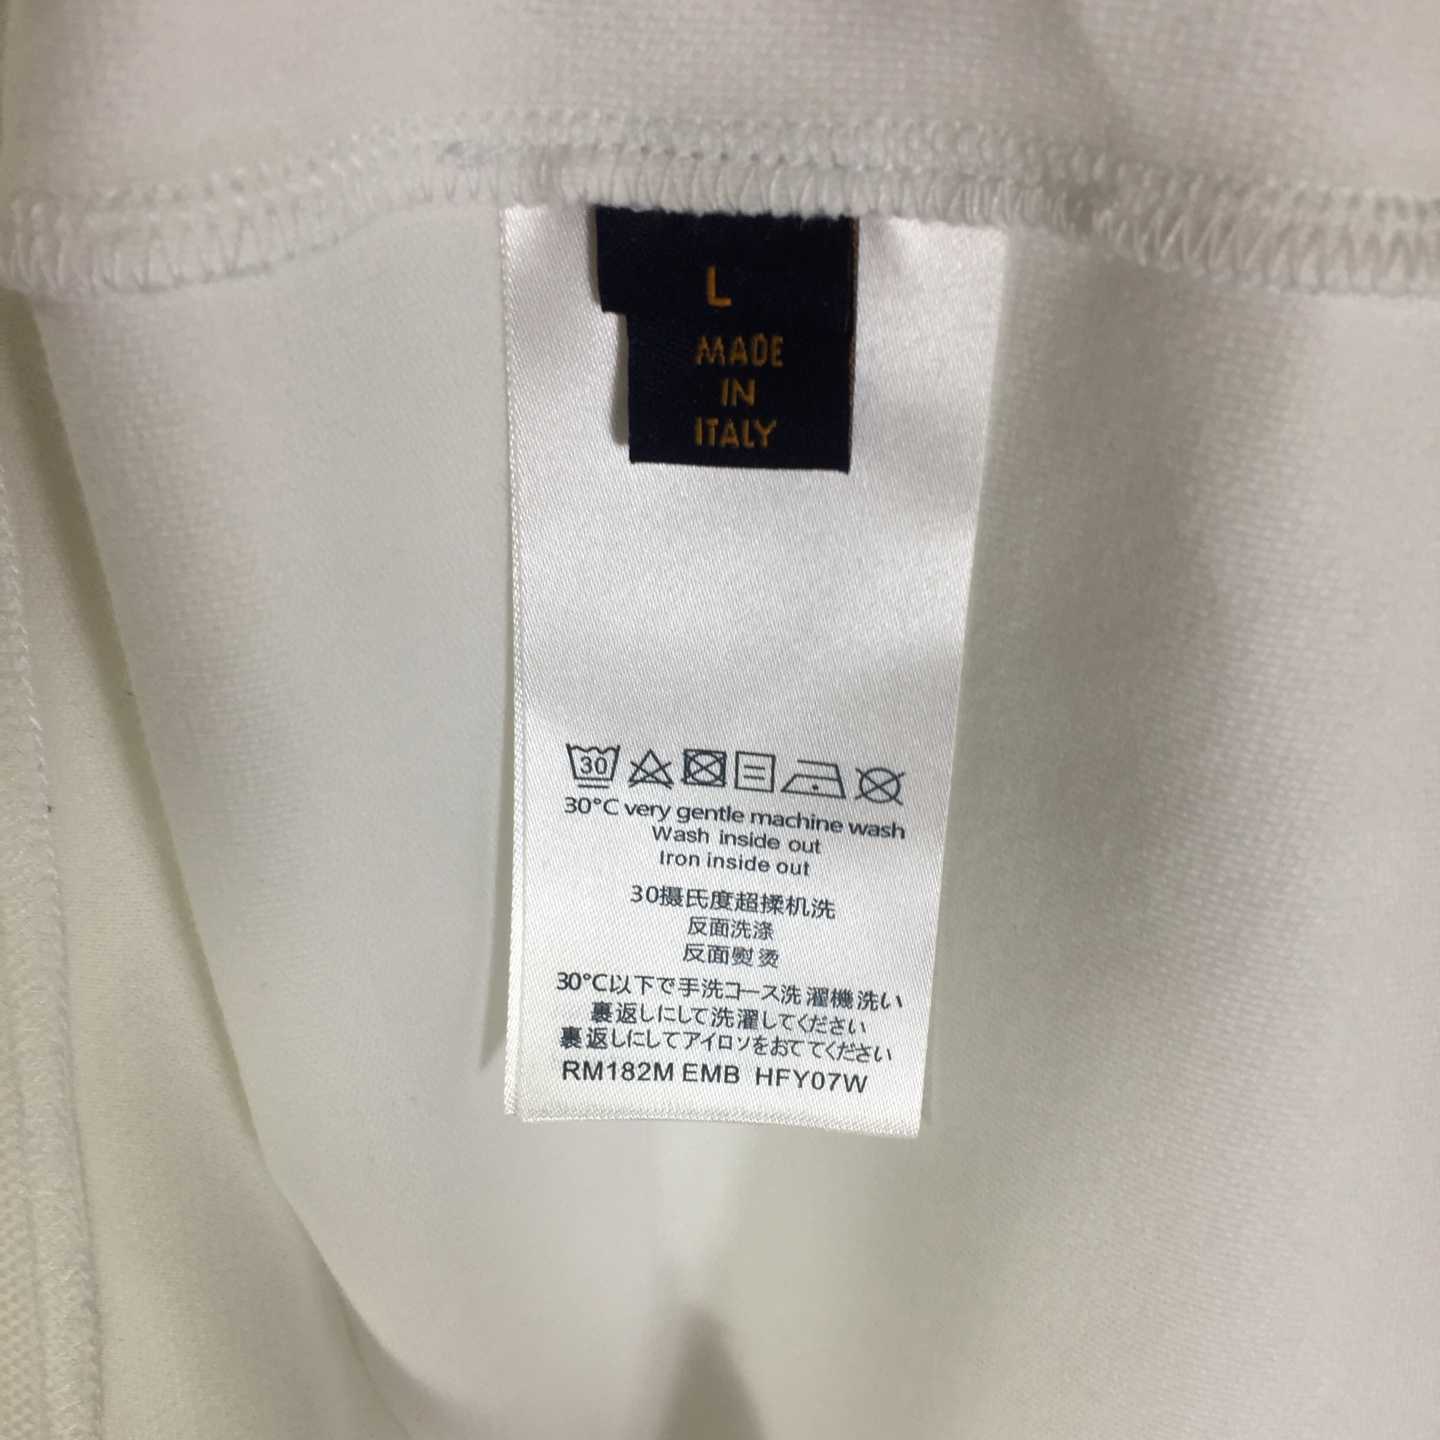 L
MADE
IN
ITALY
30
30°C very gentle machine wash
Wash inside out
Iron inside out
30摄氏度超揉机洗
反面洗涤
反面熨烫
30°C以下で手洗コース洗濯機洗い
裏返しにして洗濯してください
裏返しにしてアイロソをおててください
RM182M EMB HFY07W